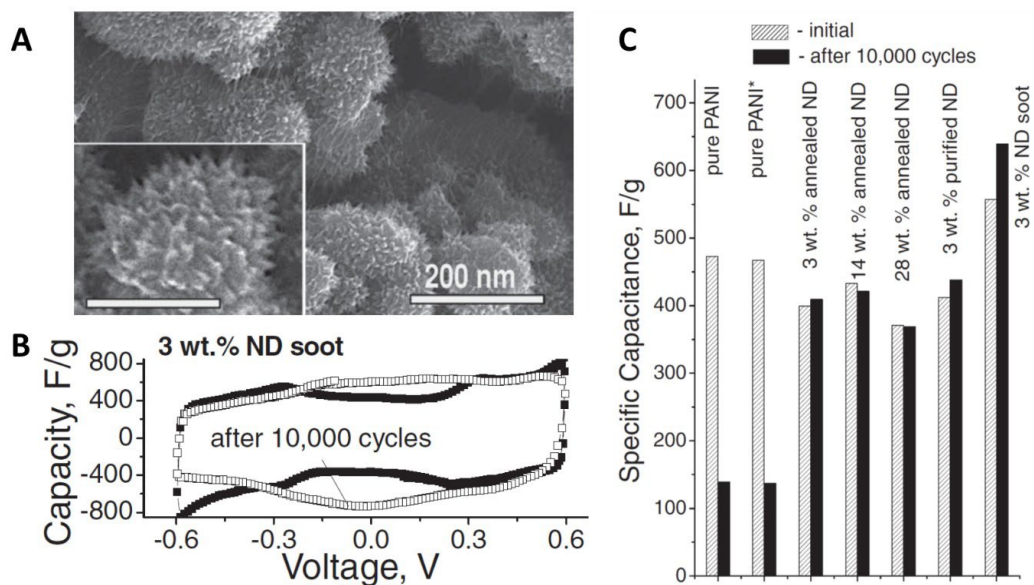 A
200 nm
B
3 wt.% ND soot
Capacity, F/g
800
400
0
-400
-800
after 10,000 cycles
-0.6
-0.3
0.0
0.3
0.6
Voltage, V
C
- initial
- after 10,000 cycles
Specific Capacitance, F/g
700
600
500
400
300
200
100
0
pure PANI
pure PANI*
3 wt. % annealed ND
14 wt. % annealed ND
28 wt. % annealed ND
3 wt. % purified ND
3 wt. % ND soot